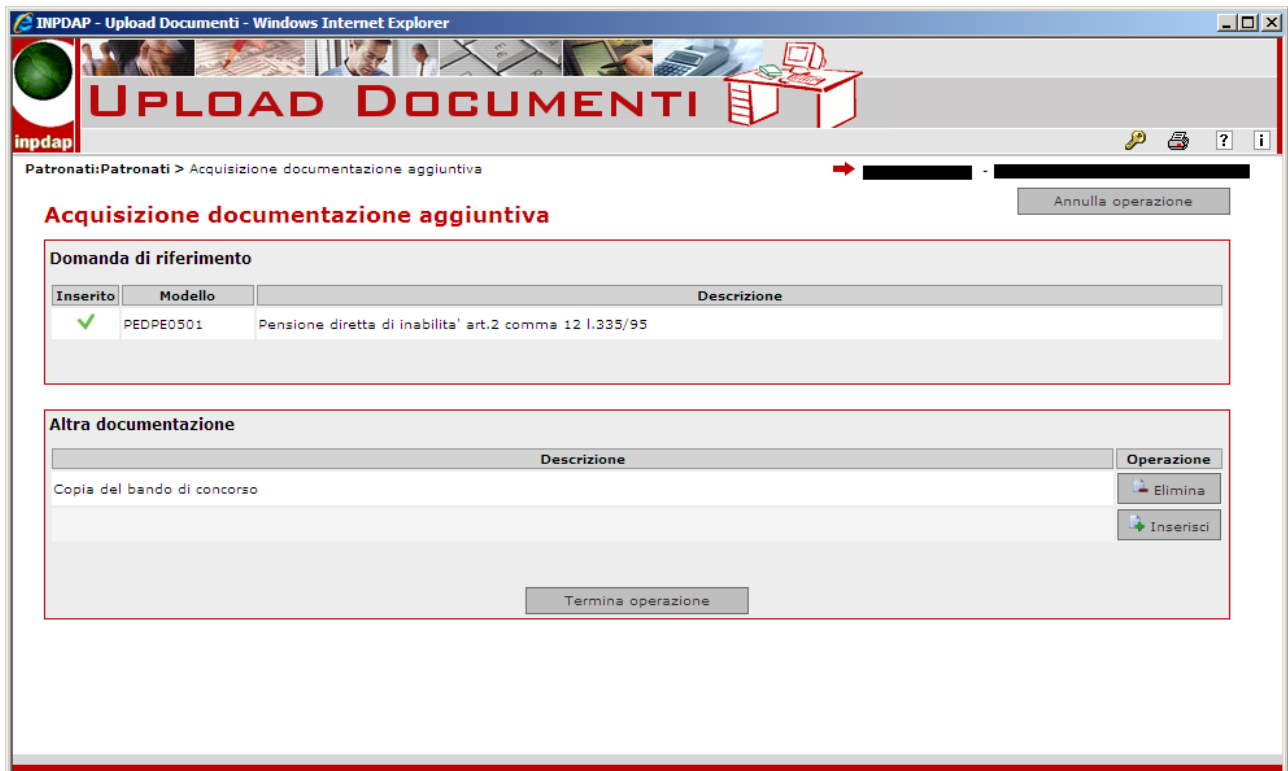 INPDAP - Upload Documenti - Windows Internet Explorer
UPLOAD DOCUMENTI
inpdap
? i
Patronati:Patronati > Acquisizione documentazione aggiuntiva
-
Annulla operazione
Acquisizione documentazione aggiuntiva
Domanda di riferimento
Inserito Modello Descrizione
PEDPE0501 Pensione diretta di inabilita' art.2 comma 12 l.335/95
Altra documentazione
Descrizione Operazione
Copia del bando di concorso Elimina
Inserisci
Termina operazione